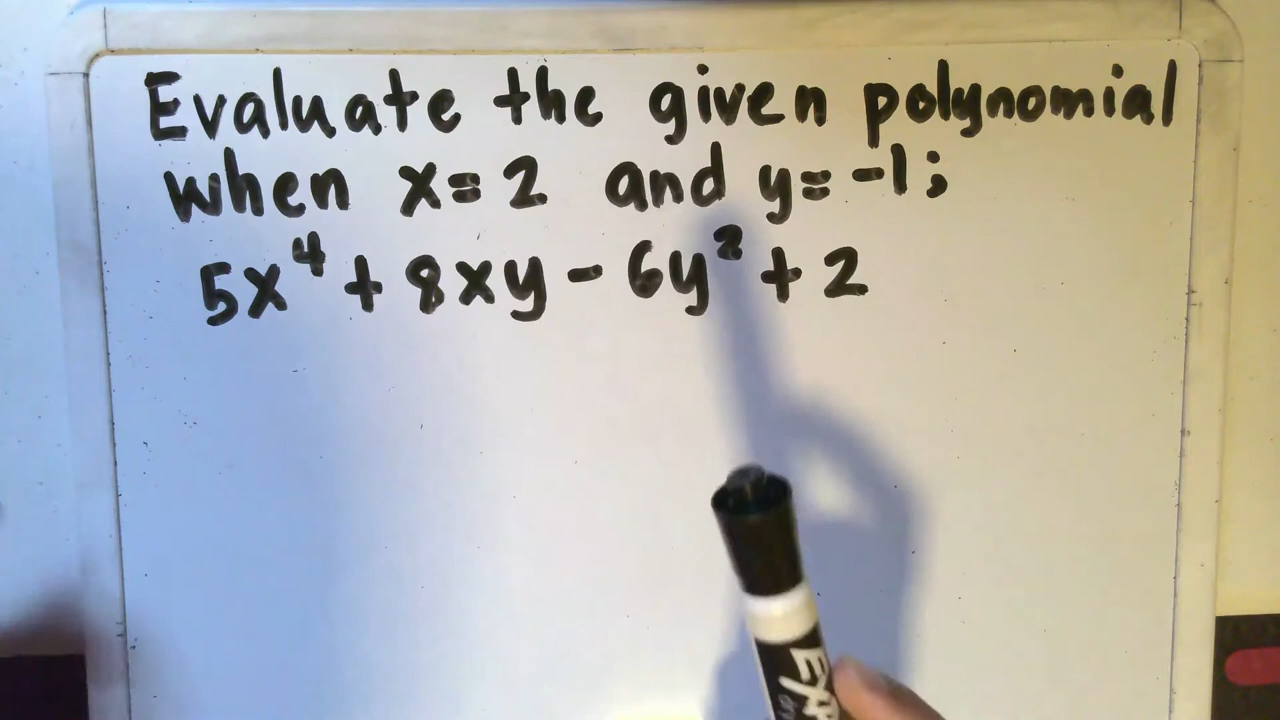 Evaluate the given polynomial
when x=2 and y=-1;
5x⁴ + 8xy - 6y² + 2